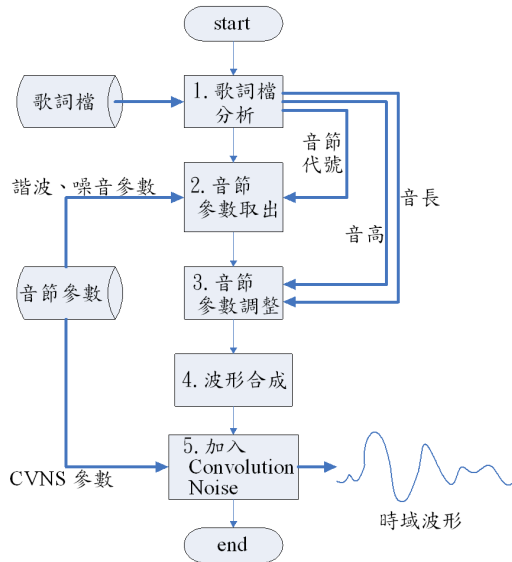 start
歌詞檔
1.歌詞檔
分析
音節
代號
諧波、噪音參數
2.音節
參數取出
音長
音高
音節參數
3.音節
參數調整
4.波形合成
5.加入
Convolution
Noise
CVNS 參數
時域波形
end